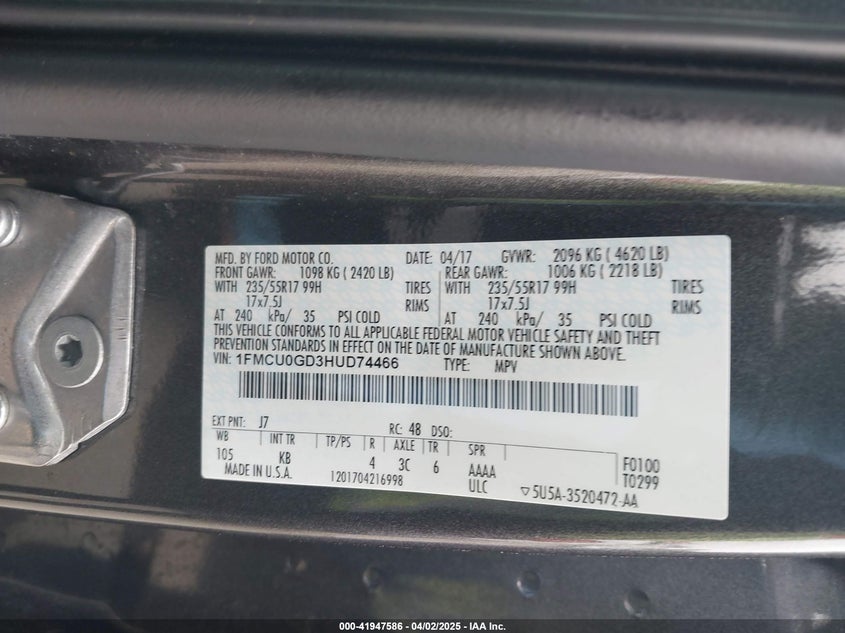 MFD. BY FORD MOTOR CO. DATE: 04/17 GVWR: 2096 KG ( 4620 LB)
FRONT GAWR: 1098 KG ( 2420 LB) REAR GAWR: 1006 KG ( 2218 LB)
WITH 235/55R17 99H TIRES WITH 235/55R17 99H TIRES
17x7.5J RIMS 17x7.5J RIMS
AT 240 kPa/ 35 PSI COLD AT 240 kPa/ 35 PSI COLD
THIS VEHICLE CONFORMS TO ALL APPLICABLE FEDERAL MOTOR VEHICLE SAFETY AND THEFT
PREVENTION STANDARDS IN EFFECT ON THE DATE OF MANUFACTURE SHOWN ABOVE.
VIN: 1FMCU0GD3HUD74466 TYPE: MPV
EXT PNT: J7 RC: 48 DSO:
WB INT TR TP/PS R AXLE TR SPR
105 KB 4 3C 6 AAAA F0100
MADE IN U.S.A. 1201704216998 ULC ▽5U5A-3520472-AA T0299
000-41947586 - 04/02/2025 - IAA Inc.